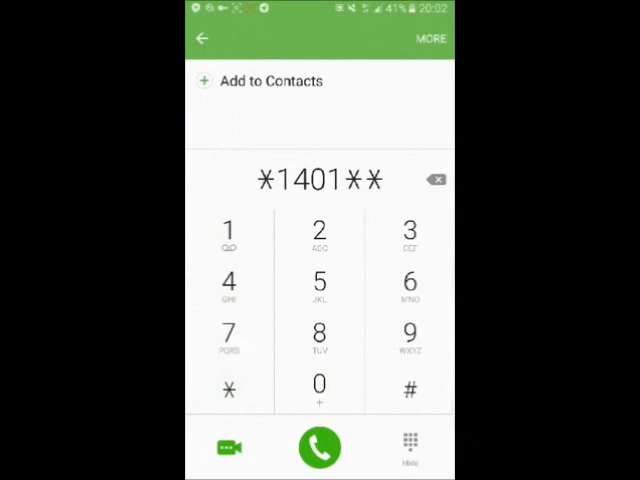 41% 20:02
MORE
Add to Contacts
*1401**
1 2 3
ABC DEF
4 5 6
GHI JKL MNO
7 8 9
PQRS TUV WXYZ
* 0 #
+
Hide